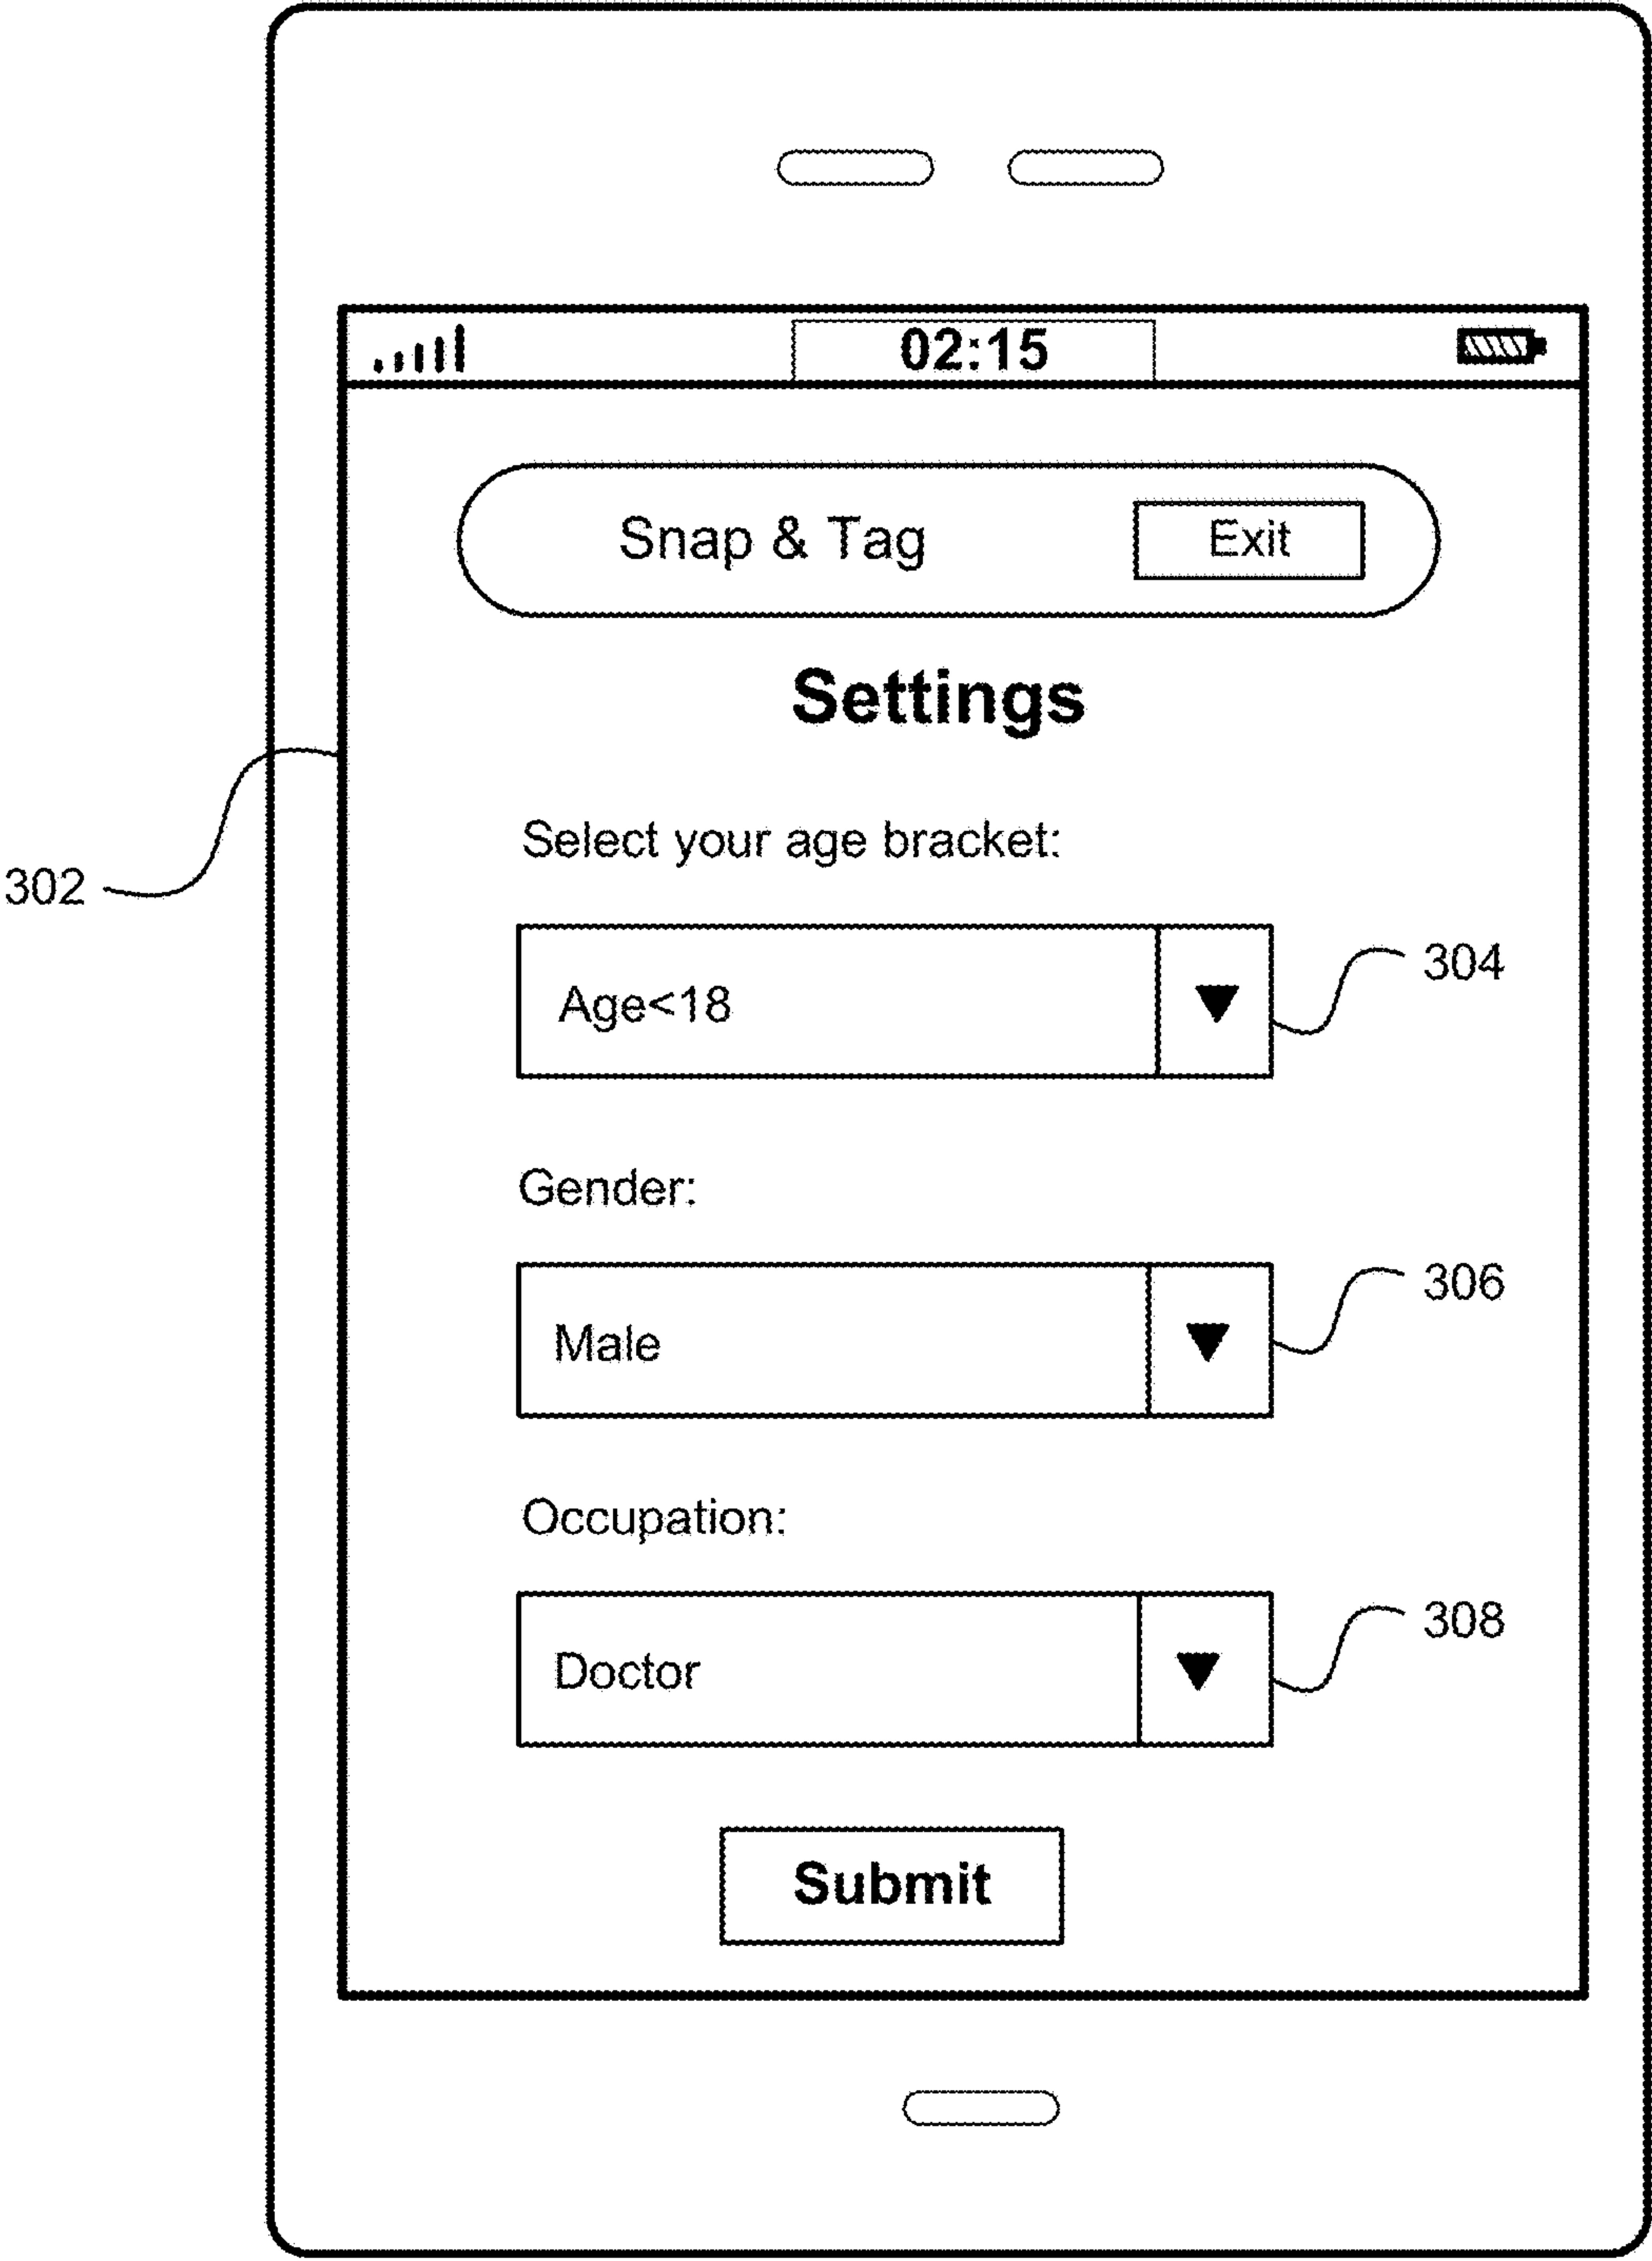 02:15
Snap & Tag Exit
Settings
Select your age bracket:
302
304
Age<18
Gender:
306
Male
Occupation:
308
Doctor
Submit